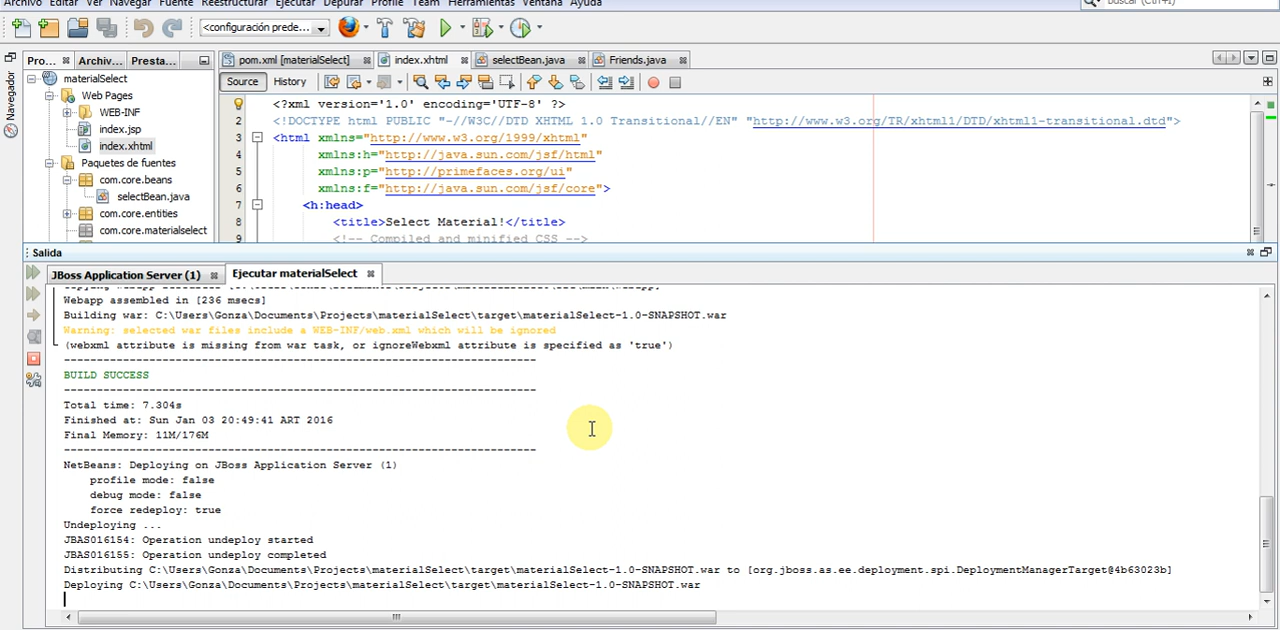 Archivo Editar Ver Navegar Fuente Reestructurar Ejecutar Depurar Profile Team Herramientas Ventana Ayuda
Buscar (Ctrl+I)
<configuración prede...
Pro... Archiv... Presta...
pom.xml [materialSelect] index.xhtml selectBean.java Friends.java
Navegador
Source History
materialSelect
Web Pages
WEB-INF
index.jsp
index.xhtml
Paquetes de fuentes
com.core.beans
selectBean.java
com.core.entities
com.core.materialselect
1 <?xml version='1.0' encoding='UTF-8' ?>
2 <!DOCTYPE html PUBLIC "-//W3C//DTD XHTML 1.0 Transitional//EN" "http://www.w3.org/TR/xhtml1/DTD/xhtml1-transitional.dtd">
3 <html xmlns="http://www.w3.org/1999/xhtml"
4 xmlns:h="http://java.sun.com/jsf/html"
5 xmlns:p="http://primefaces.org/ui"
6 xmlns:f="http://java.sun.com/jsf/core">
7 <h:head>
8 <title>Select Material!</title>
9 <!-- Compiled and minified CSS -->
Salida
JBoss Application Server (1) Ejecutar materialSelect
Webapp assembled in [236 msecs]
Building war: C:\Users\Gonza\Documents\Projects\materialSelect\target\materialSelect-1.0-SNAPSHOT.war
Warning: selected war files include a WEB-INF/web.xml which will be ignored
(webxml attribute is missing from war task, or ignoreWebxml attribute is specified as 'true')
------------------------------------------------------------------------
BUILD SUCCESS
------------------------------------------------------------------------
Total time: 7.304s
Finished at: Sun Jan 03 20:49:41 ART 2016
Final Memory: 11M/176M
------------------------------------------------------------------------
NetBeans: Deploying on JBoss Application Server (1)
profile mode: false
debug mode: false
force redeploy: true
Undeploying ...
JBAS016154: Operation undeploy started
JBAS016155: Operation undeploy completed
Distributing C:\Users\Gonza\Documents\Projects\materialSelect\target\materialSelect-1.0-SNAPSHOT.war to [org.jboss.as.ee.deployment.spi.DeploymentManagerTarget@4b63023b]
Deploying C:\Users\Gonza\Documents\Projects\materialSelect\target\materialSelect-1.0-SNAPSHOT.war